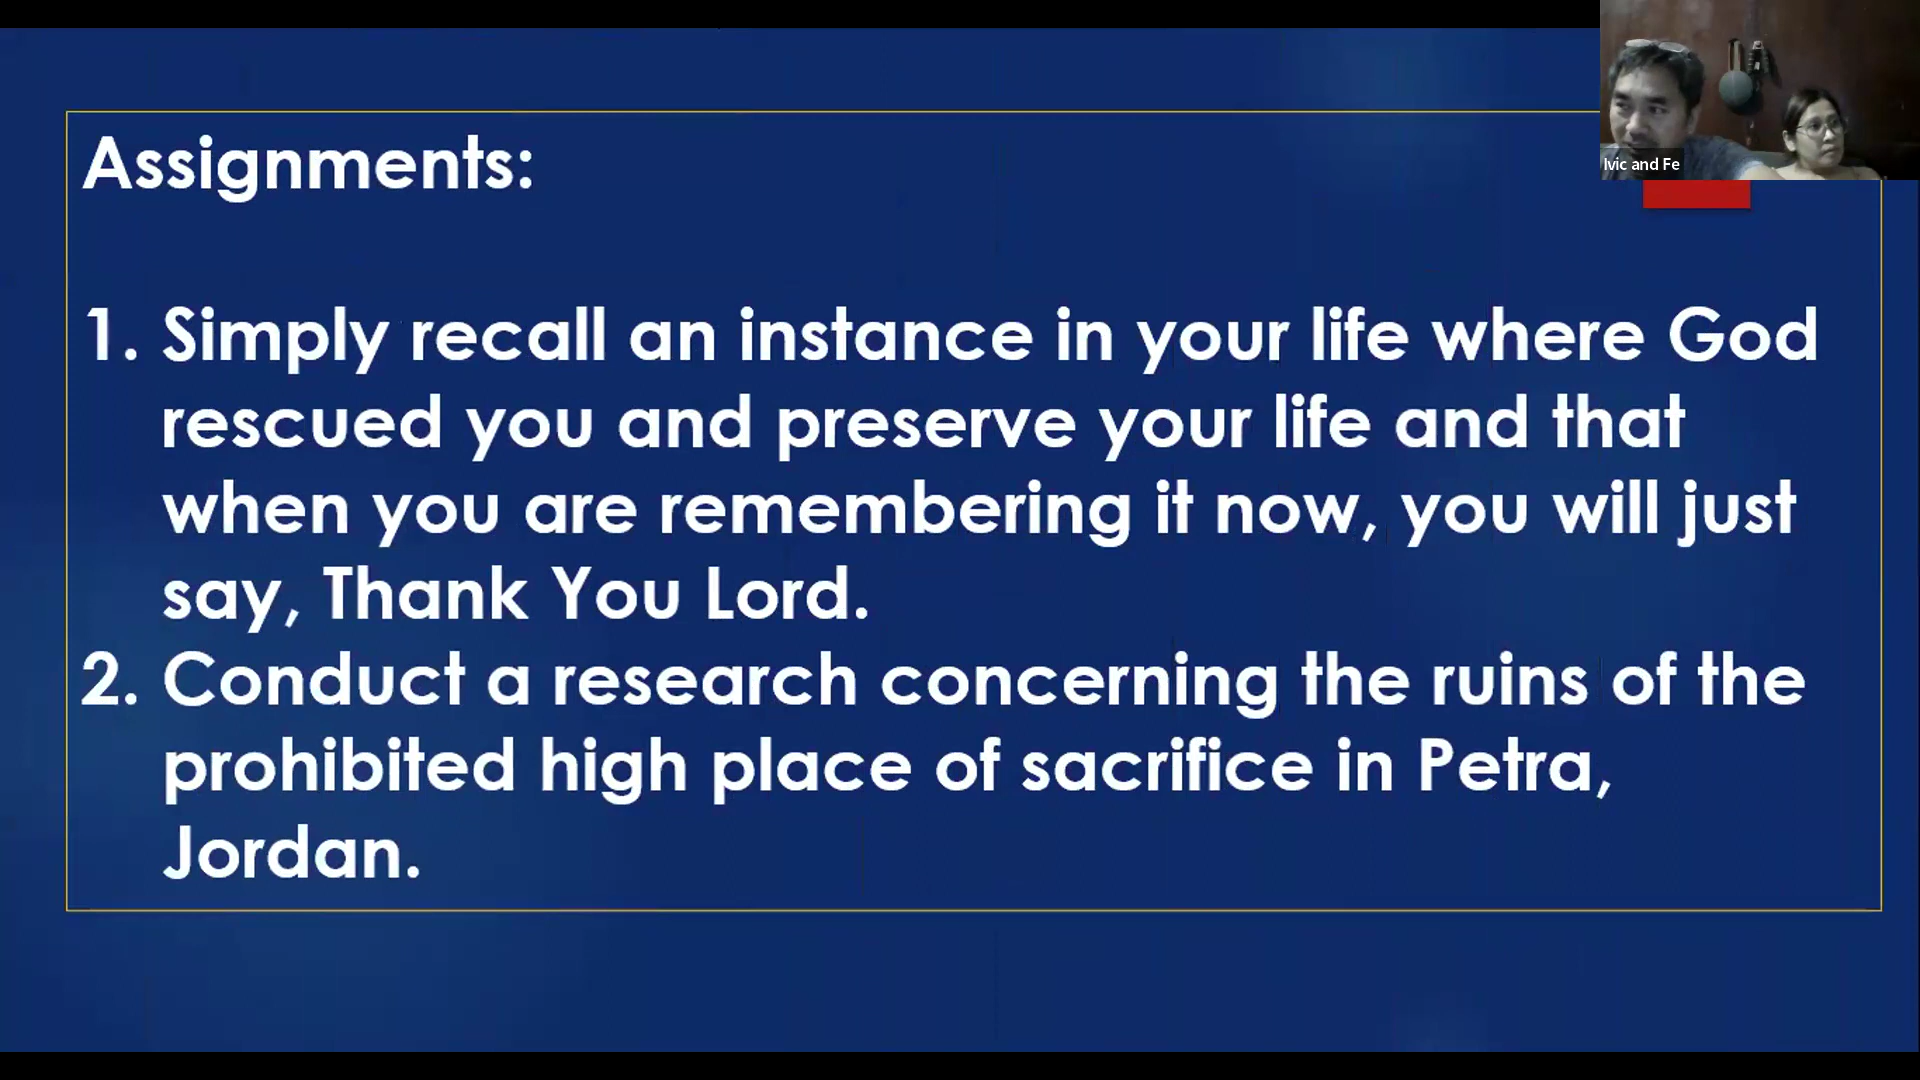 Ivic and Fe
Assignments:
1. Simply recall an instance in your life where God
rescued you and preserve your life and that
when you are remembering it now, you will just
say, Thank You Lord.
2. Conduct a research concerning the ruins of the
prohibited high place of sacrifice in Petra,
Jordan.